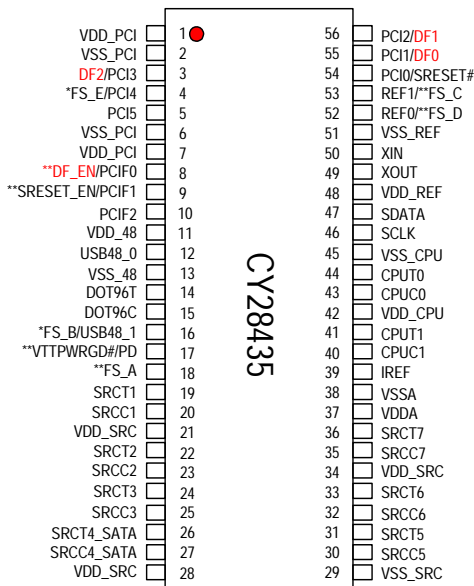 VDD_PCI 1 56 PCI2/DF1
VSS_PCI 2 55 PCI1/DF0
DF2/PCI3 3 54 PCI0/SRESET#
*FS_E/PCI4 4 53 REF1/**FS_C
PCI5 5 52 REF0/**FS_D
VSS_PCI 6 51 VSS_REF
VDD_PCI 7 50 XIN
**DF_EN/PCIF0 8 49 XOUT
**SRESET_EN/PCIF1 9 48 VDD_REF
PCIF2 10 47 SDATA
VDD_48 11 46 SCLK
USB48_0 12 45 VSS_CPU
VSS_48 13 44 CPUT0
DOT96T 14 43 CPUC0
DOT96C 15 42 VDD_CPU
*FS_B/USB48_1 16 41 CPUT1
**VTTPWRGD#/PD 17 40 CPUC1
**FS_A 18 39 IREF
SRCT1 19 38 VSSA
SRCC1 20 37 VDDA
VDD_SRC 21 36 SRCT7
SRCT2 22 35 SRCC7
SRCC2 23 34 VDD_SRC
SRCT3 24 33 SRCT6
SRCC3 25 32 SRCC6
SRCT4_SATA 26 31 SRCT5
SRCC4_SATA 27 30 SRCC5
VDD_SRC 28 29 VSS_SRC
CY28435